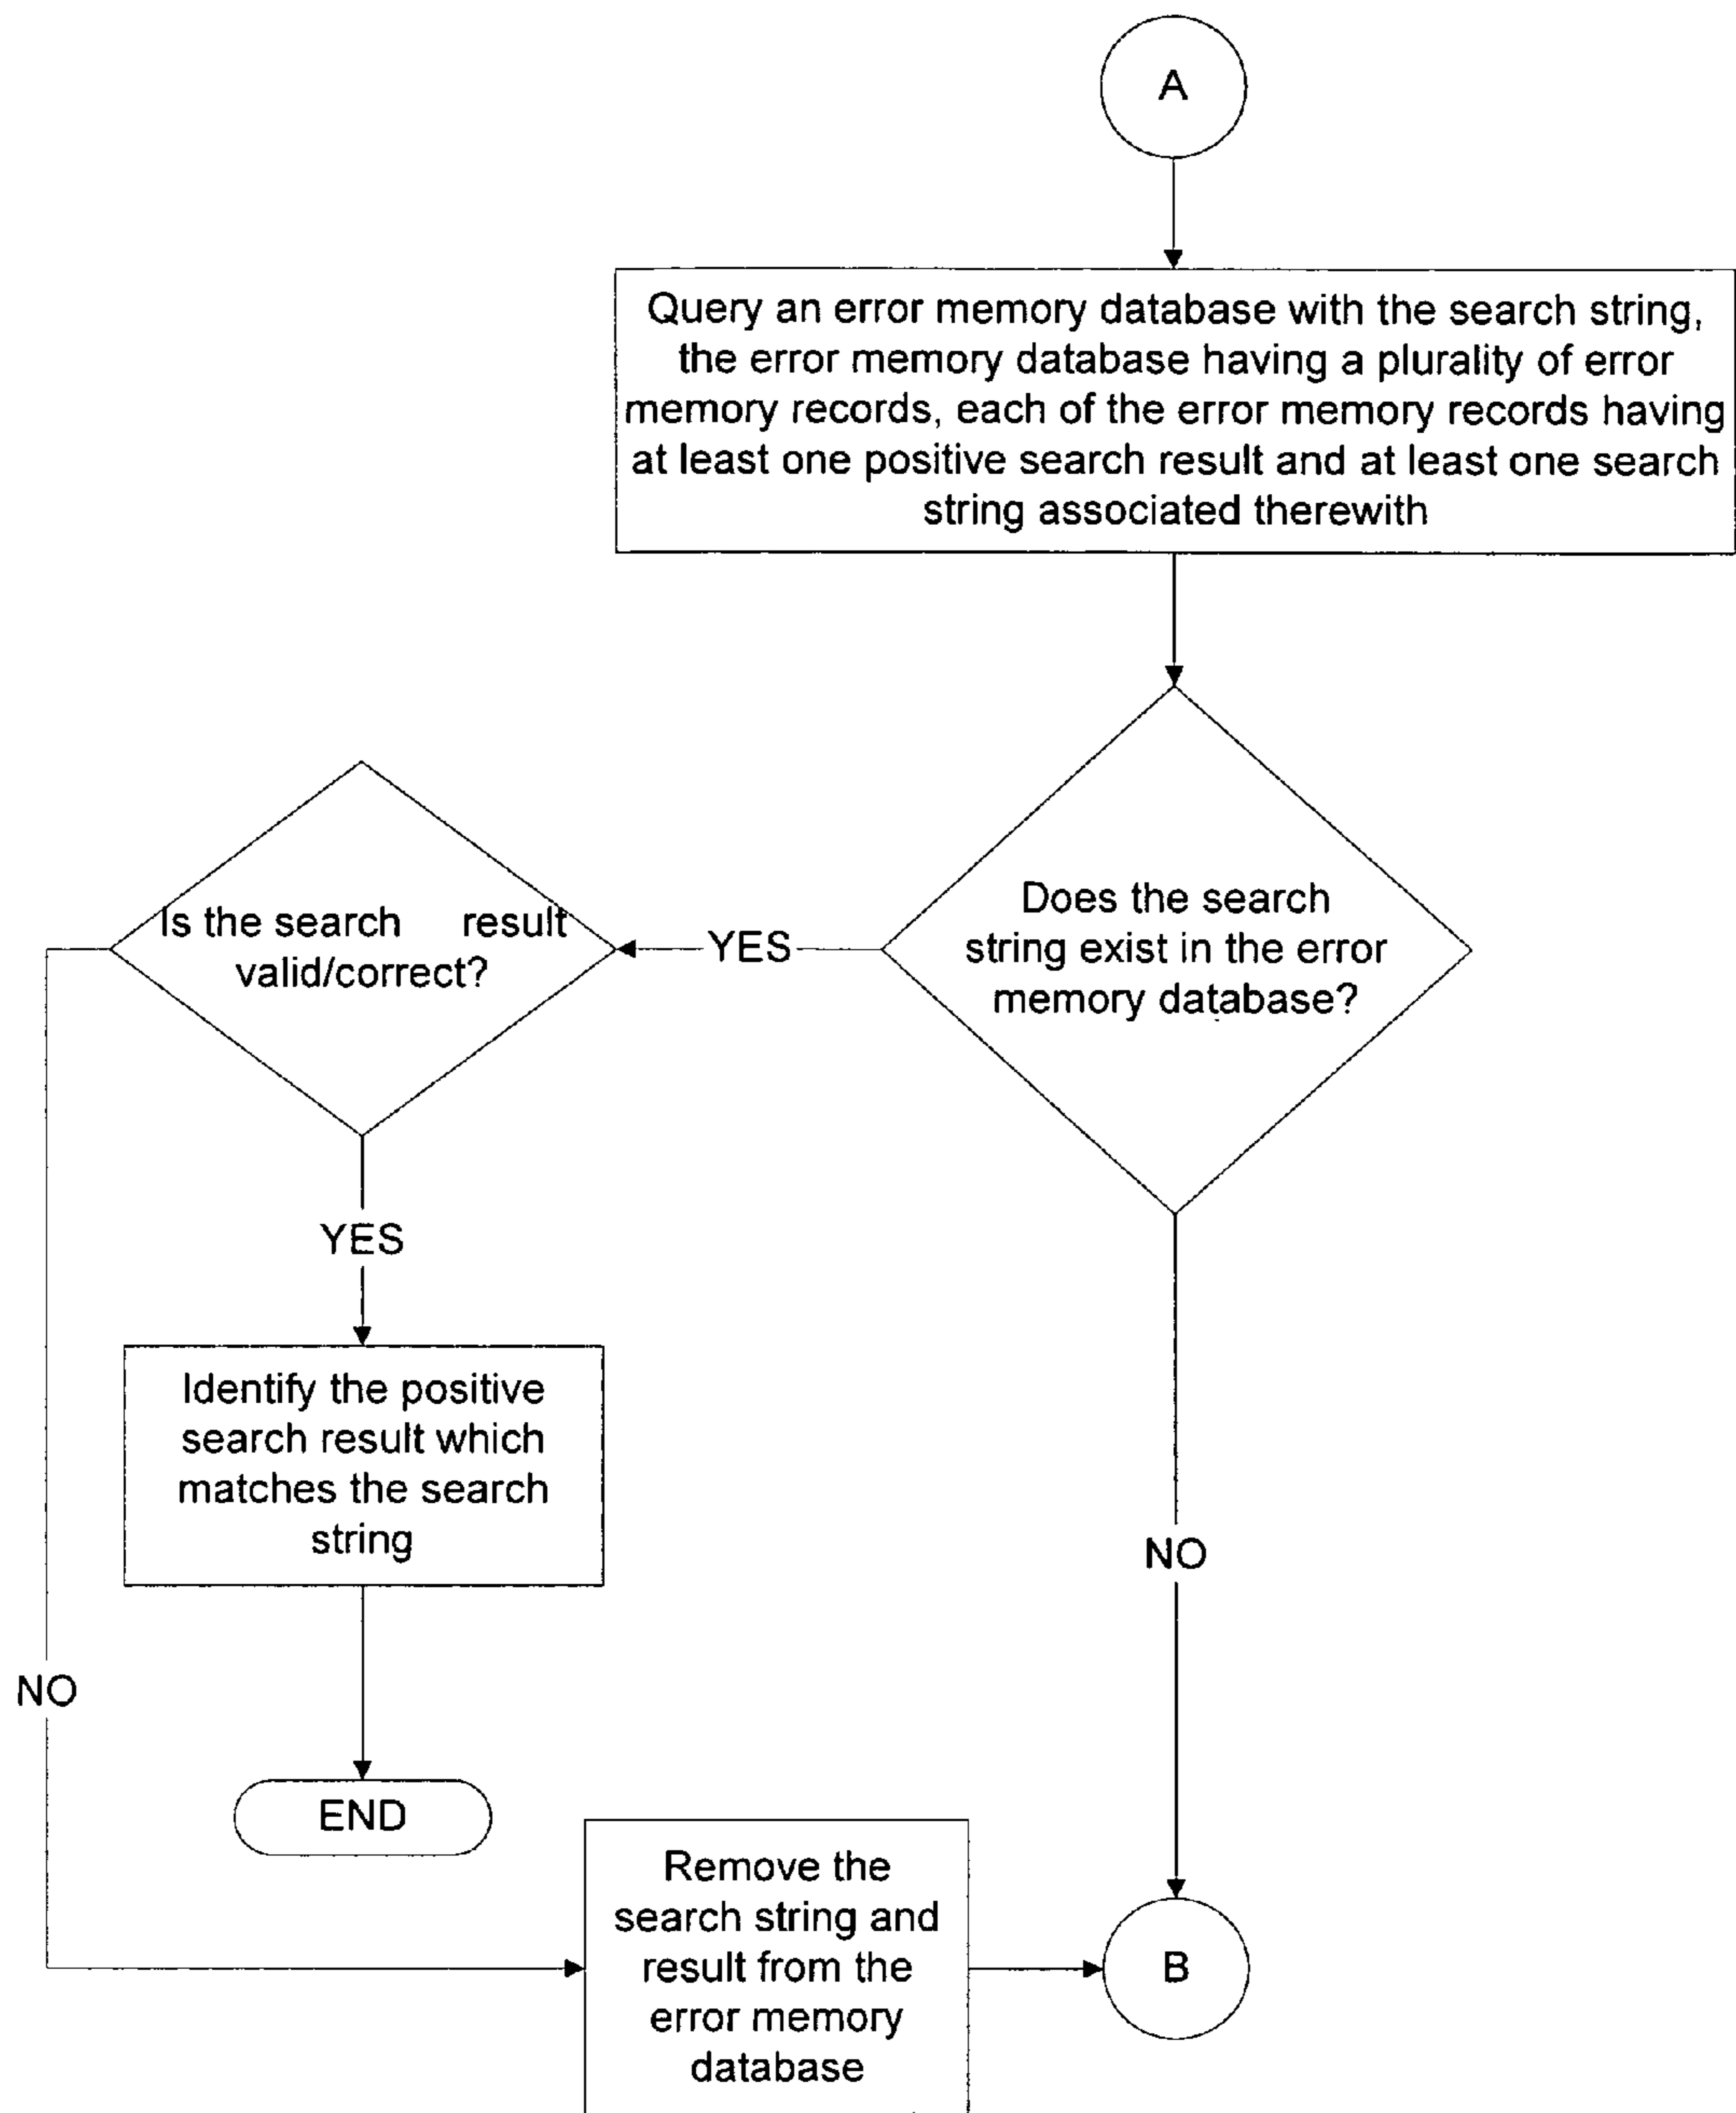 A
Query an error memory database with the search string,
the error memory database having a plurality of error
memory records, each of the error memory records having
at least one positive search result and at least one search
string associated therewith
Does the search
string exist in the error
memory database?
YES
Is the search result
valid/correct?
YES
Identify the positive
search result which
matches the search
string
END
NO
NO
Remove the
search string and
result from the
error memory
database
B